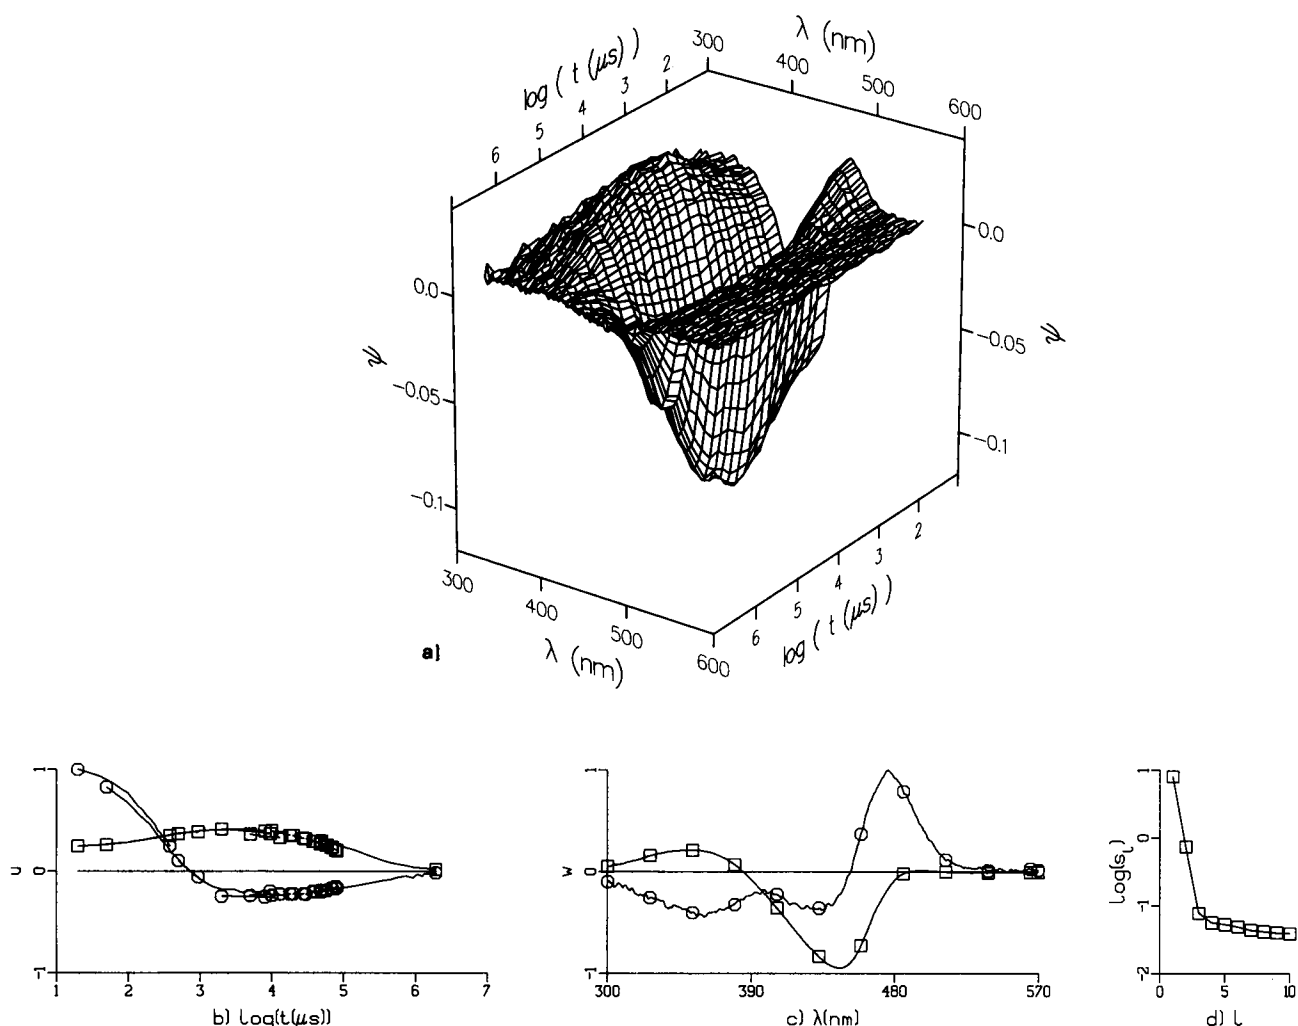 λ (nm)
300
400
500
600
log( t (μs) )
6
5
4
3
2
0.0
-0.05
-0.1
ψ
0.0
-0.05
-0.1
ψ
300
400
500
600
λ (nm)
6
5
4
3
2
log( t (μs) )
a)
1
0
-1
u
1 2 3 4 5 6 7
b) log(t(μs))
1
0
-1
w
300 390 480 570
c) λ(nm)
1
0
-1
-2
log(s_l)
0 5 10
d) l